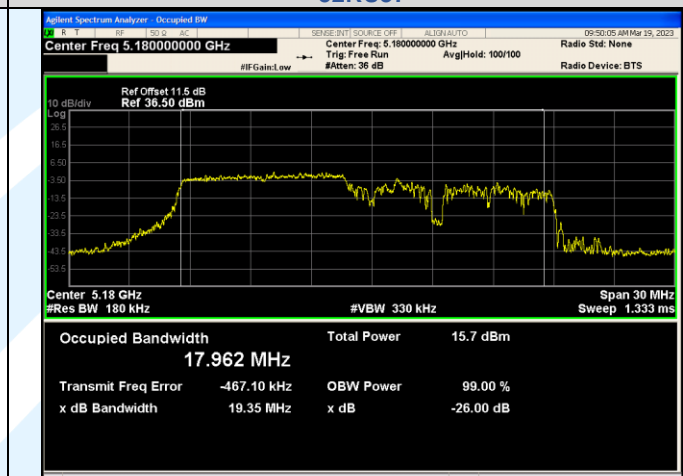 Agilent Spectrum Analyzer - Occupied BW
R T RF 50 Ω AC SENSE:INT SOURCE OFF ALIGNAUTO 09:50:05 AM Mar 19, 2023
Center Freq 5.180000000 GHz Center Freq: 5.180000000 GHz Radio Std: None
Trig: Free Run Avg|Hold: 100/100
#IFGain:Low #Atten: 36 dB Radio Device: BTS
Ref Offset 11.5 dB
10 dB/div Ref 36.50 dBm
Log
26.5
16.5
6.50
-3.50
-13.5
-23.5
-33.5
-43.5
-53.5
Center 5.18 GHz Span 30 MHz
#Res BW 180 kHz #VBW 330 kHz Sweep 1.333 ms
Occupied Bandwidth Total Power 15.7 dBm
17.962 MHz
Transmit Freq Error -467.10 kHz OBW Power 99.00 %
x dB Bandwidth 19.35 MHz x dB -26.00 dB